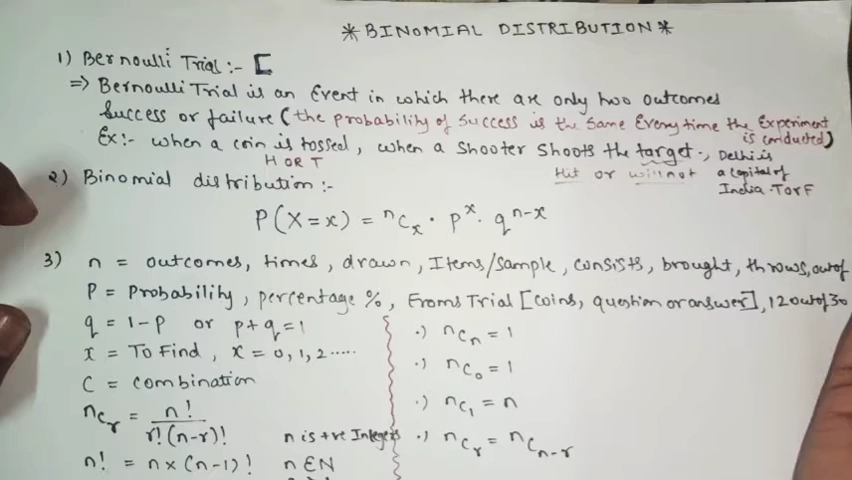 *BINOMIAL DISTRIBUTION*
1) Bernoulli Trial :- [
=> Bernoulli Trial is an Event in which there are only two outcomes
Success or failure (the probability of success is the same Every time the Experiment is conducted)
Ex:- when a coin is tossed, when a shooter shoots the target., Delhi is a capital of India. T or F
H OR T
Hit or will not
2) Binomial distribution :-
P(X=x) = ⁿCₓ · pˣ · qⁿ⁻ˣ
3) n = outcomes, times, drawn, Items/sample, consists, brought, throws, out of
P = Probability, percentage %, From Trial [coins, question or answer], 12 out of 30
q = 1-p or p+q=1
x = To Find, x = 0, 1, 2 .....
C = combination
nCr = n! / r!(n-r)! n is +ve Integers
n! = n×(n-1)! n ∈ N
·) nCn = 1
·) nC0 = 1
·) nC1 = n
·) nCr = nCn-r